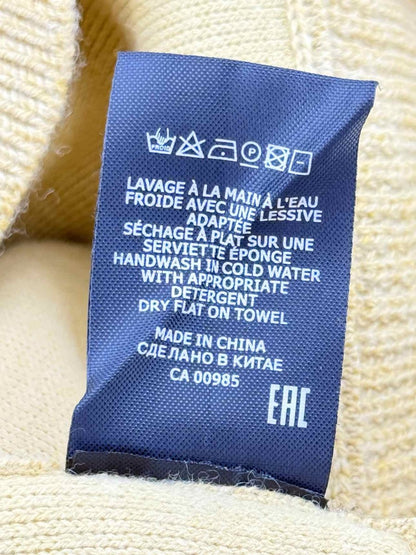 FROIDE
P
LAVAGE À LA MAIN À L'EAU
FROIDE AVEC UNE LESSIVE
ADAPTÉE
SÉCHAGE À PLAT SUR UNE
SERVIETTE ÉPONGE
HANDWASH IN COLD WATER
WITH APPROPRIATE
DETERGENT
DRY FLAT ON TOWEL
MADE IN CHINA
СДЕЛАНО В КИТАЕ
CA 00985
EAC